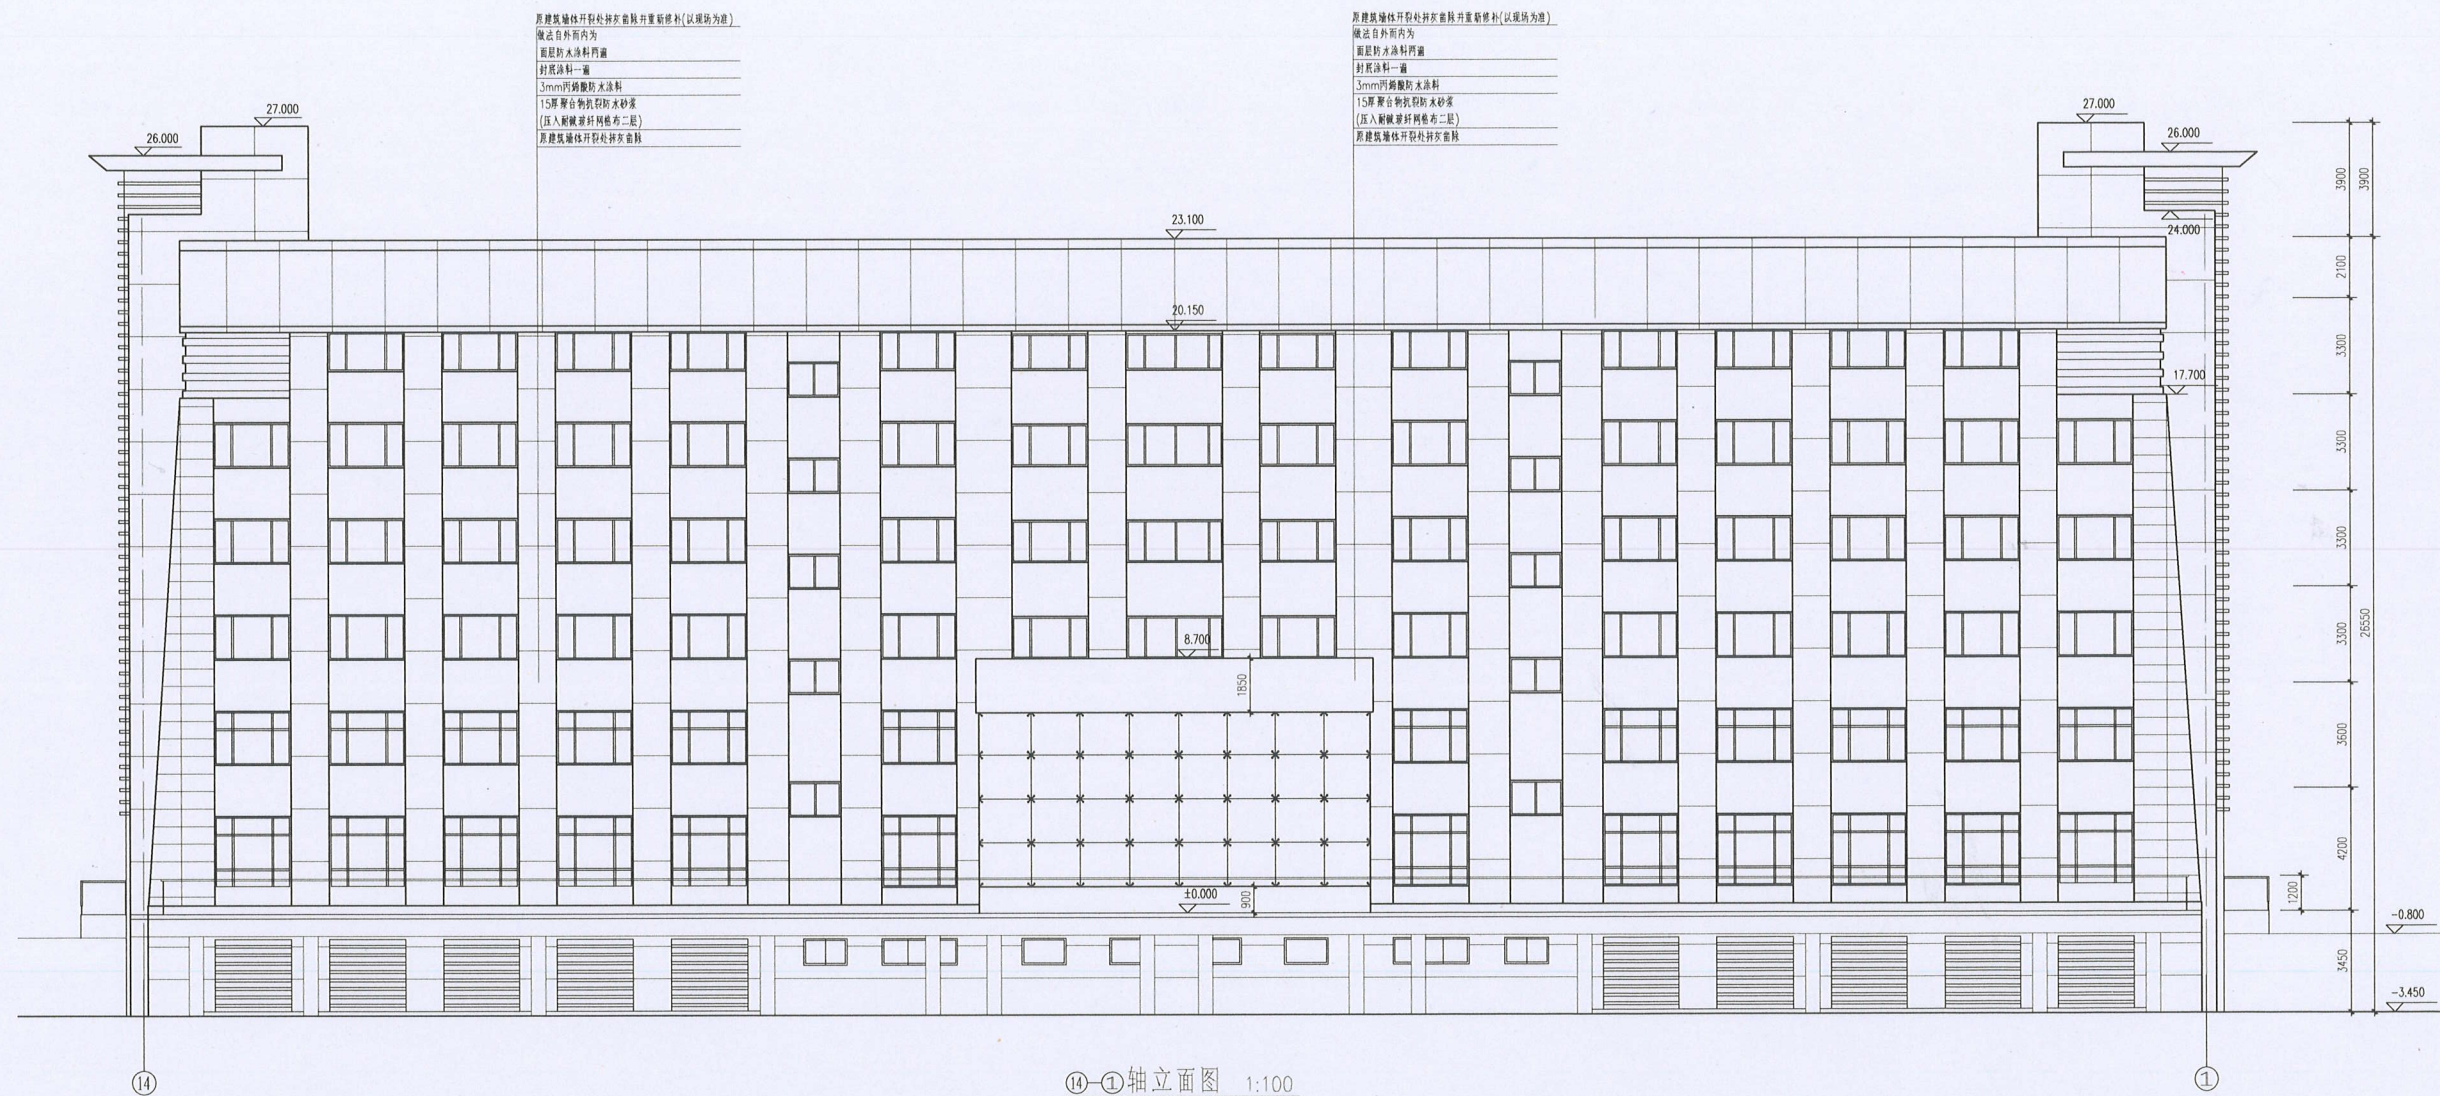 原建筑墙体开裂处抹灰凿除并重新修补(以现场为准)
做法自外而内为
面层防水涂料两遍
封底涂料一遍
3mm丙烯酸防水涂料
15厚聚合物抗裂防水砂浆
(压入耐碱玻纤网格布二层)
原建筑墙体开裂处抹灰凿除
原建筑墙体开裂处抹灰凿除并重新修补(以现场为准)
做法自外而内为
面层防水涂料两遍
封底涂料一遍
3mm丙烯酸防水涂料
15厚聚合物抗裂防水砂浆
(压入耐碱玻纤网格布二层)
原建筑墙体开裂处抹灰凿除
27.000
26.000
27.000
26.000
24.000
23.100
20.150
17.700
8.700
1850
±0.000
900
3900
3900
2100
3300
3300
3300
3300
3600
4200
3450
26550
1200
-0.800
-3.450
14
1
14-1轴立面图 1:100